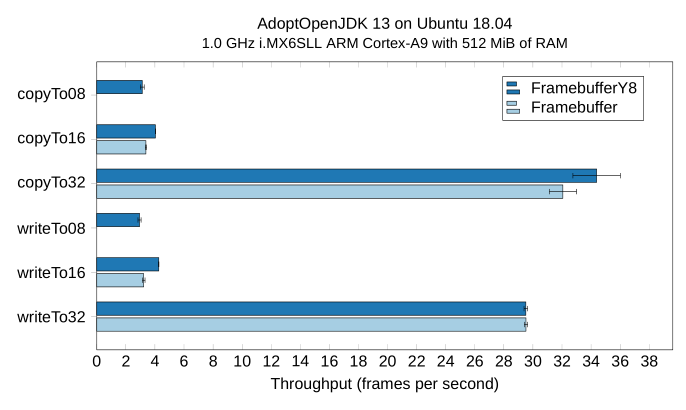 AdoptOpenJDK 13 on Ubuntu 18.04
1.0 GHz i.MX6SLL ARM Cortex-A9 with 512 MiB of RAM
FramebufferY8
Framebuffer
copyTo08
copyTo16
copyTo32
writeTo08
writeTo16
writeTo32
0 2 4 6 8 10 12 14 16 18 20 22 24 26 28 30 32 34 36 38
Throughput (frames per second)